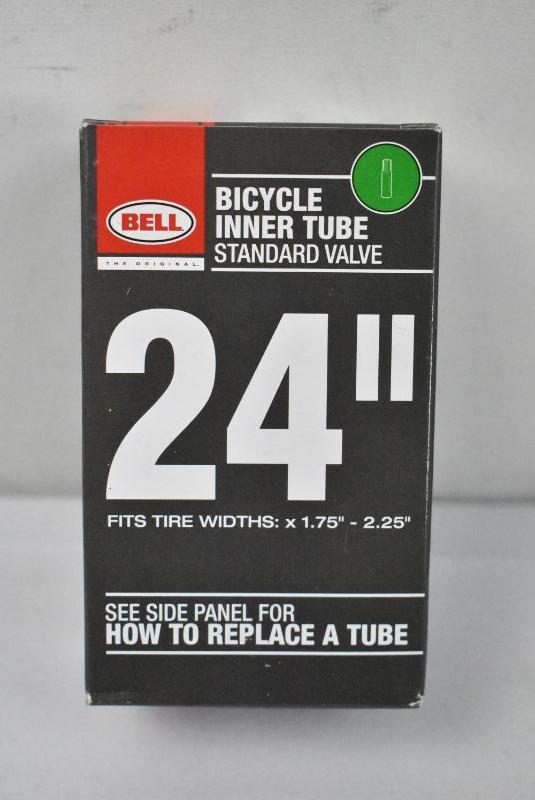 BELL
THE ORIGINAL.
BICYCLE
INNER TUBE
STANDARD VALVE
24"
FITS TIRE WIDTHS: x 1.75" - 2.25"
SEE SIDE PANEL FOR
HOW TO REPLACE A TUBE